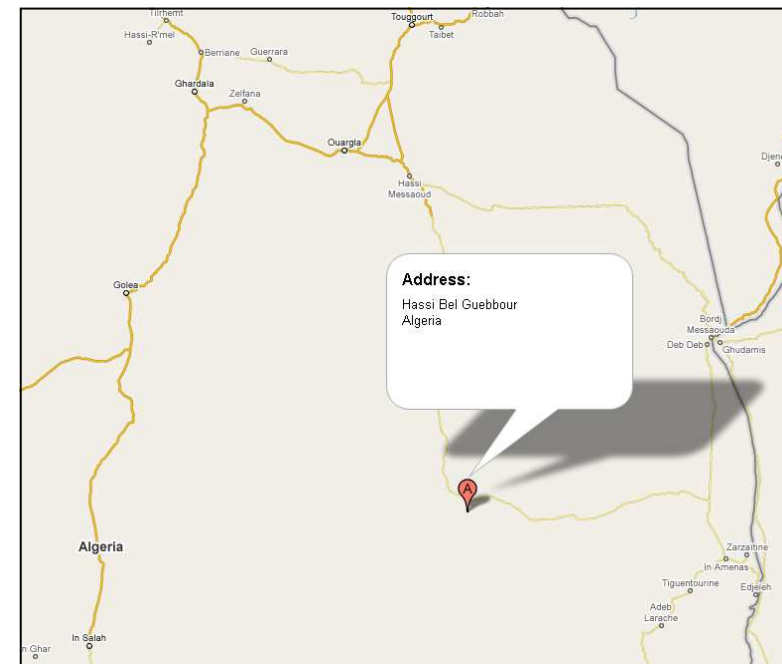 Tilrhemt
Touggourt
Robbah
Hassi-R'mel
Taibet
Berriane
Guerrara
Ghardaia
Zelfana
Ouargla
Djene
Hassi
Messaoud
Address:
Hassi Bel Guebbour
Algeria
Golea
Bordj
Messaouda
Deb Deb
Ghudamis
A
Algeria
Zarzaïtine
In Amenas
Tiguentourine
Edjeleh
Adeb
Larache
In Salah
n Ghar